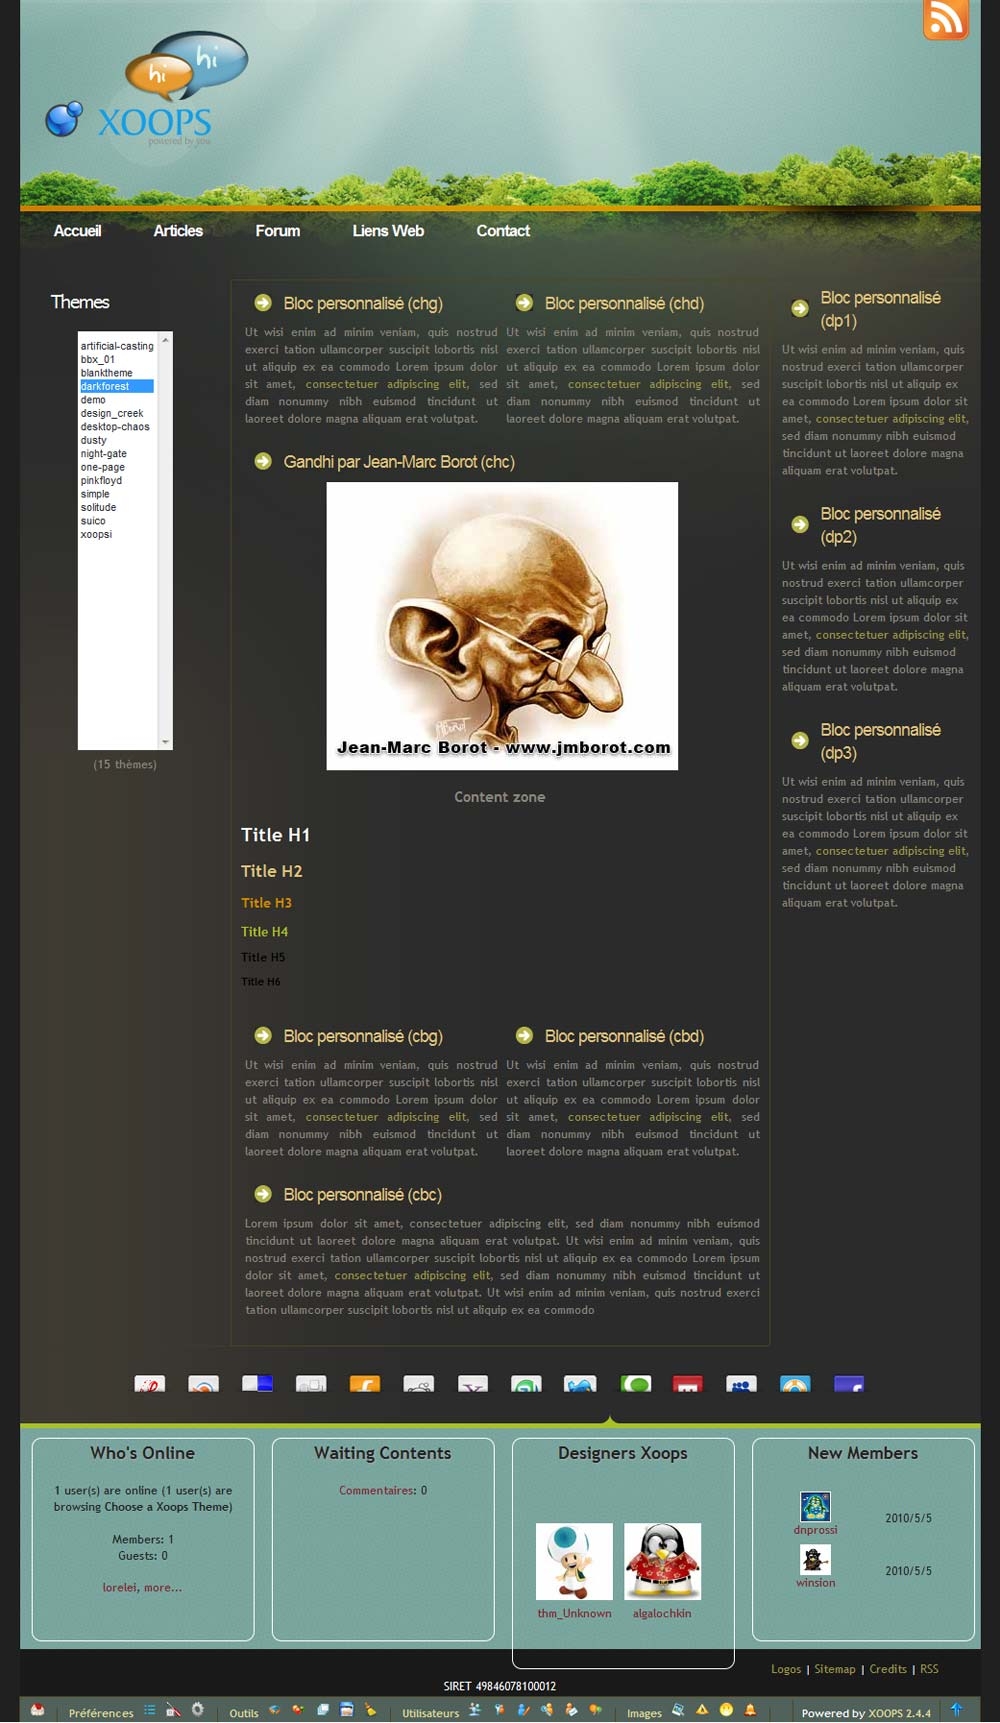 hi
hi
XOOPS
powered by you
Accueil
Articles
Forum
Liens Web
Contact
Themes
artificial-casting
bbx_01
blanktheme
darkforest
demo
design_creek
desktop-chaos
dusty
night-gate
one-page
pinkfloyd
simple
solitude
suico
xoopsi
(15 thèmes)
Bloc personnalisé (chg)
Ut wisi enim ad minim veniam, quis nostrud
exerci tation ullamcorper suscipit lobortis nisl
ut aliquip ex ea commodo Lorem ipsum dolor
sit amet, consectetuer adipiscing elit, sed
diam nonummy nibh euismod tincidunt ut
laoreet dolore magna aliquam erat volutpat.
Bloc personnalisé (chd)
Ut wisi enim ad minim veniam, quis nostrud
exerci tation ullamcorper suscipit lobortis nisl
ut aliquip ex ea commodo Lorem ipsum dolor
sit amet, consectetuer adipiscing elit, sed
diam nonummy nibh euismod tincidunt ut
laoreet dolore magna aliquam erat volutpat.
Gandhi par Jean-Marc Borot (chc)
Jean-Marc Borot - www.jmborot.com
Content zone
Title H1
Title H2
Title H3
Title H4
Title H5
Title H6
Bloc personnalisé (cbg)
Ut wisi enim ad minim veniam, quis nostrud
exerci tation ullamcorper suscipit lobortis nisl
ut aliquip ex ea commodo Lorem ipsum dolor
sit amet, consectetuer adipiscing elit, sed
diam nonummy nibh euismod tincidunt ut
laoreet dolore magna aliquam erat volutpat.
Bloc personnalisé (cbd)
Ut wisi enim ad minim veniam, quis nostrud
exerci tation ullamcorper suscipit lobortis nisl
ut aliquip ex ea commodo Lorem ipsum dolor
sit amet, consectetuer adipiscing elit, sed
diam nonummy nibh euismod tincidunt ut
laoreet dolore magna aliquam erat volutpat.
Bloc personnalisé (cbc)
Lorem ipsum dolor sit amet, consectetuer adipiscing elit, sed diam nonummy nibh euismod
tincidunt ut laoreet dolore magna aliquam erat volutpat. Ut wisi enim ad minim veniam, quis
nostrud exerci tation ullamcorper suscipit lobortis nisl ut aliquip ex ea commodo Lorem ipsum
dolor sit amet, consectetuer adipiscing elit, sed diam nonummy nibh euismod tincidunt ut
laoreet dolore magna aliquam erat volutpat. Ut wisi enim ad minim veniam, quis nostrud exerci
tation ullamcorper suscipit lobortis nisl ut aliquip ex ea commodo
Bloc personnalisé
(dp1)
Ut wisi enim ad minim veniam, quis
nostrud exerci tation ullamcorper
suscipit lobortis nisl ut aliquip ex
ea commodo Lorem ipsum dolor sit
amet, consectetuer adipiscing elit,
sed diam nonummy nibh euismod
tincidunt ut laoreet dolore magna
aliquam erat volutpat.
Bloc personnalisé
(dp2)
Ut wisi enim ad minim veniam, quis
nostrud exerci tation ullamcorper
suscipit lobortis nisl ut aliquip ex
ea commodo Lorem ipsum dolor sit
amet, consectetuer adipiscing elit,
sed diam nonummy nibh euismod
tincidunt ut laoreet dolore magna
aliquam erat volutpat.
Bloc personnalisé
(dp3)
Ut wisi enim ad minim veniam, quis
nostrud exerci tation ullamcorper
suscipit lobortis nisl ut aliquip ex
ea commodo Lorem ipsum dolor sit
amet, consectetuer adipiscing elit,
sed diam nonummy nibh euismod
tincidunt ut laoreet dolore magna
aliquam erat volutpat.
Who's Online
1 user(s) are online (1 user(s) are
browsing Choose a Xoops Theme)
Members: 1
Guests: 0
lorelei, more...
Waiting Contents
Commentaires: 0
Designers Xoops
thm_Unknown
algalochkin
New Members
dnprossi
2010/5/5
winsion
2010/5/5
Logos | Sitemap | Credits | RSS
SIRET 49846078100012
Préférences
Outils
Utilisateurs
Images
Powered by XOOPS 2.4.4